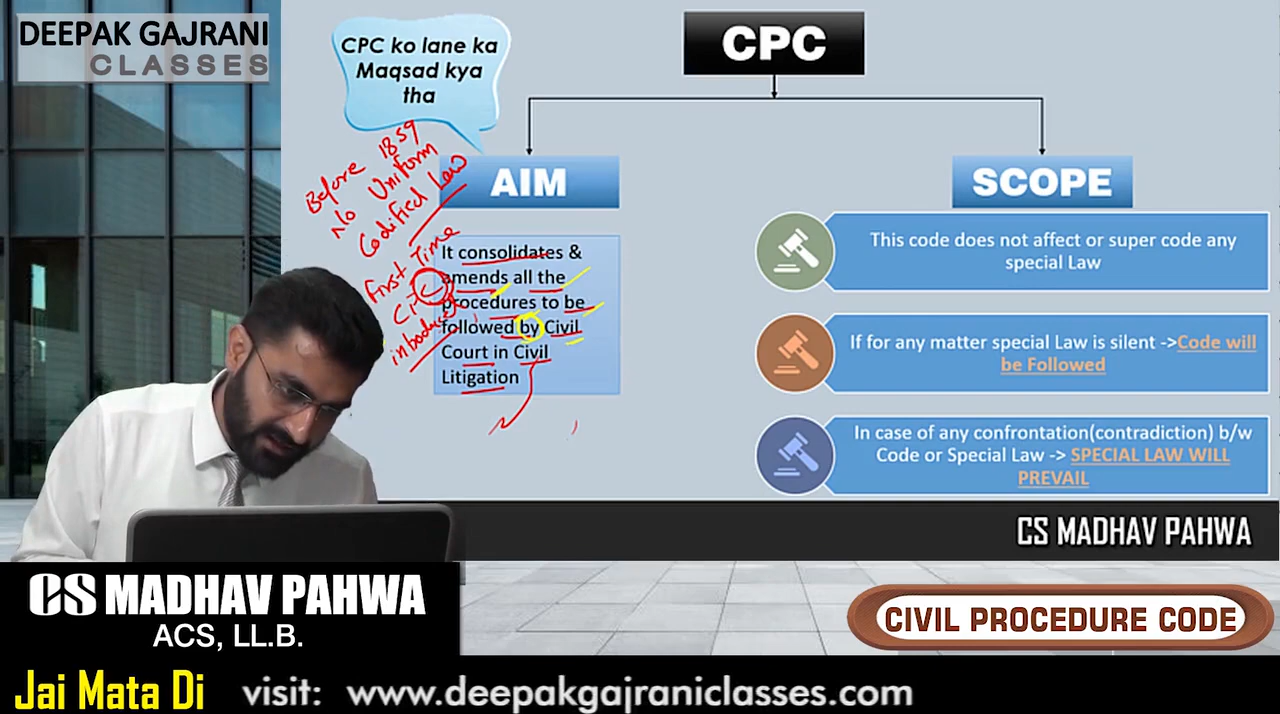 DEEPAK GAJRANI
CLASSES
CPC ko lane ka
Maqsad kya
tha
CPC
Before 1859
No Uniform
Codified Law
First Time
CPC
introduced
AIM
It consolidates &
amends all the
procedures to be
followed by Civil
Court in Civil
Litigation
SCOPE
This code does not affect or super code any
special Law
If for any matter special Law is silent ->Code will
be Followed
In case of any confrontation(contradiction) b/w
Code or Special Law -> SPECIAL LAW WILL
PREVAIL
CS MADHAV PAHWA
CS MADHAV PAHWA
ACS, LL.B.
CIVIL PROCEDURE CODE
Jai Mata Di visit: www.deepakgajraniclasses.com